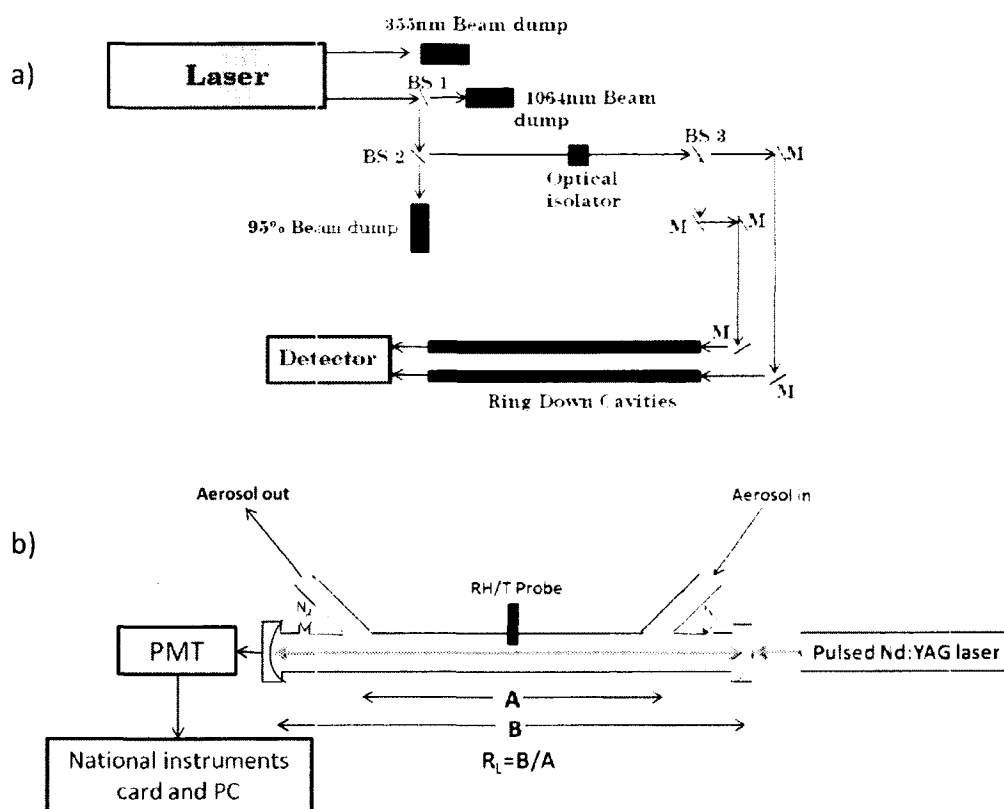 a)
355nm Beam dump
Laser
BS 1
1064nm Beam
dump
BS 2
BS 3
M
Optical
isolator
95% Beam dump
M
M
M
Detector
M
Ring Down Cavities
Aerosol out
Aerosol in
b)
RH/T Probe
N2
M
PMT
Pulsed Nd:YAG laser
A
B
National instruments
card and PC
RL=B/A